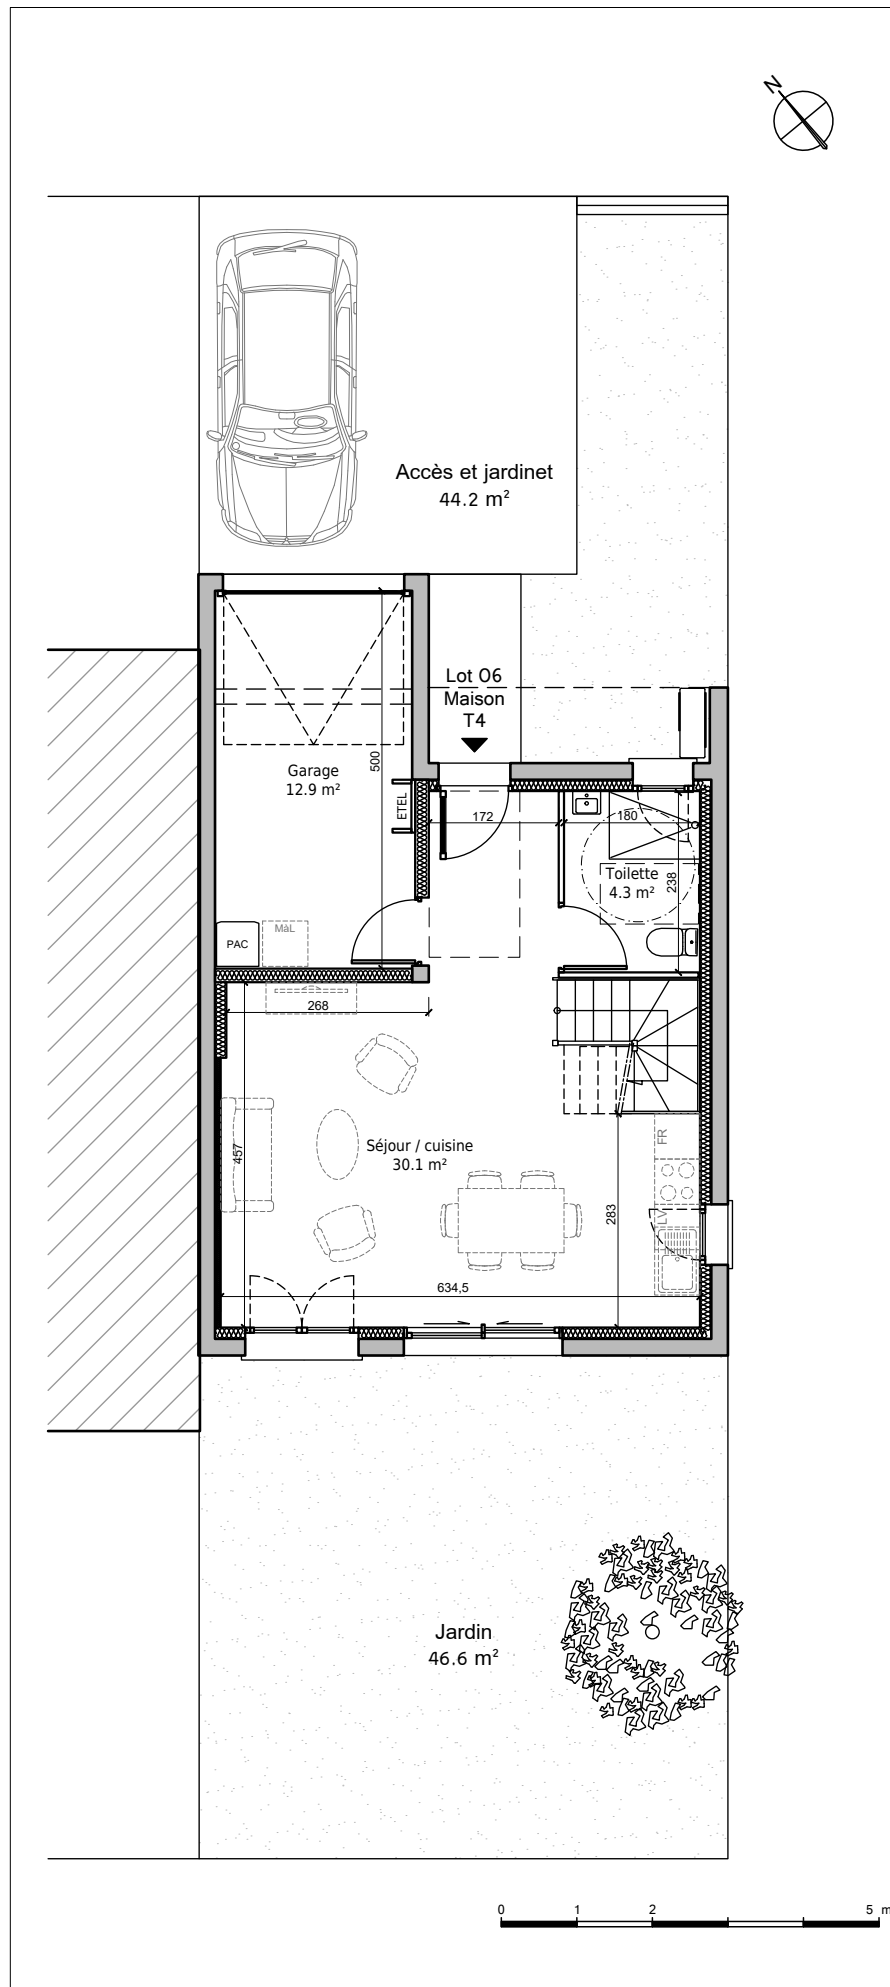 N
Accès et jardinet
44.2 m²
Lot 06
Maison
T4
Garage
12.9 m²
500
ETEL
172
180
Toilette
4.3 m²
238
PAC
MàL
268
457
Séjour / cuisine
30.1 m²
FR
283
LV
634,5
Jardin
46.6 m²
0 1 2 5 m